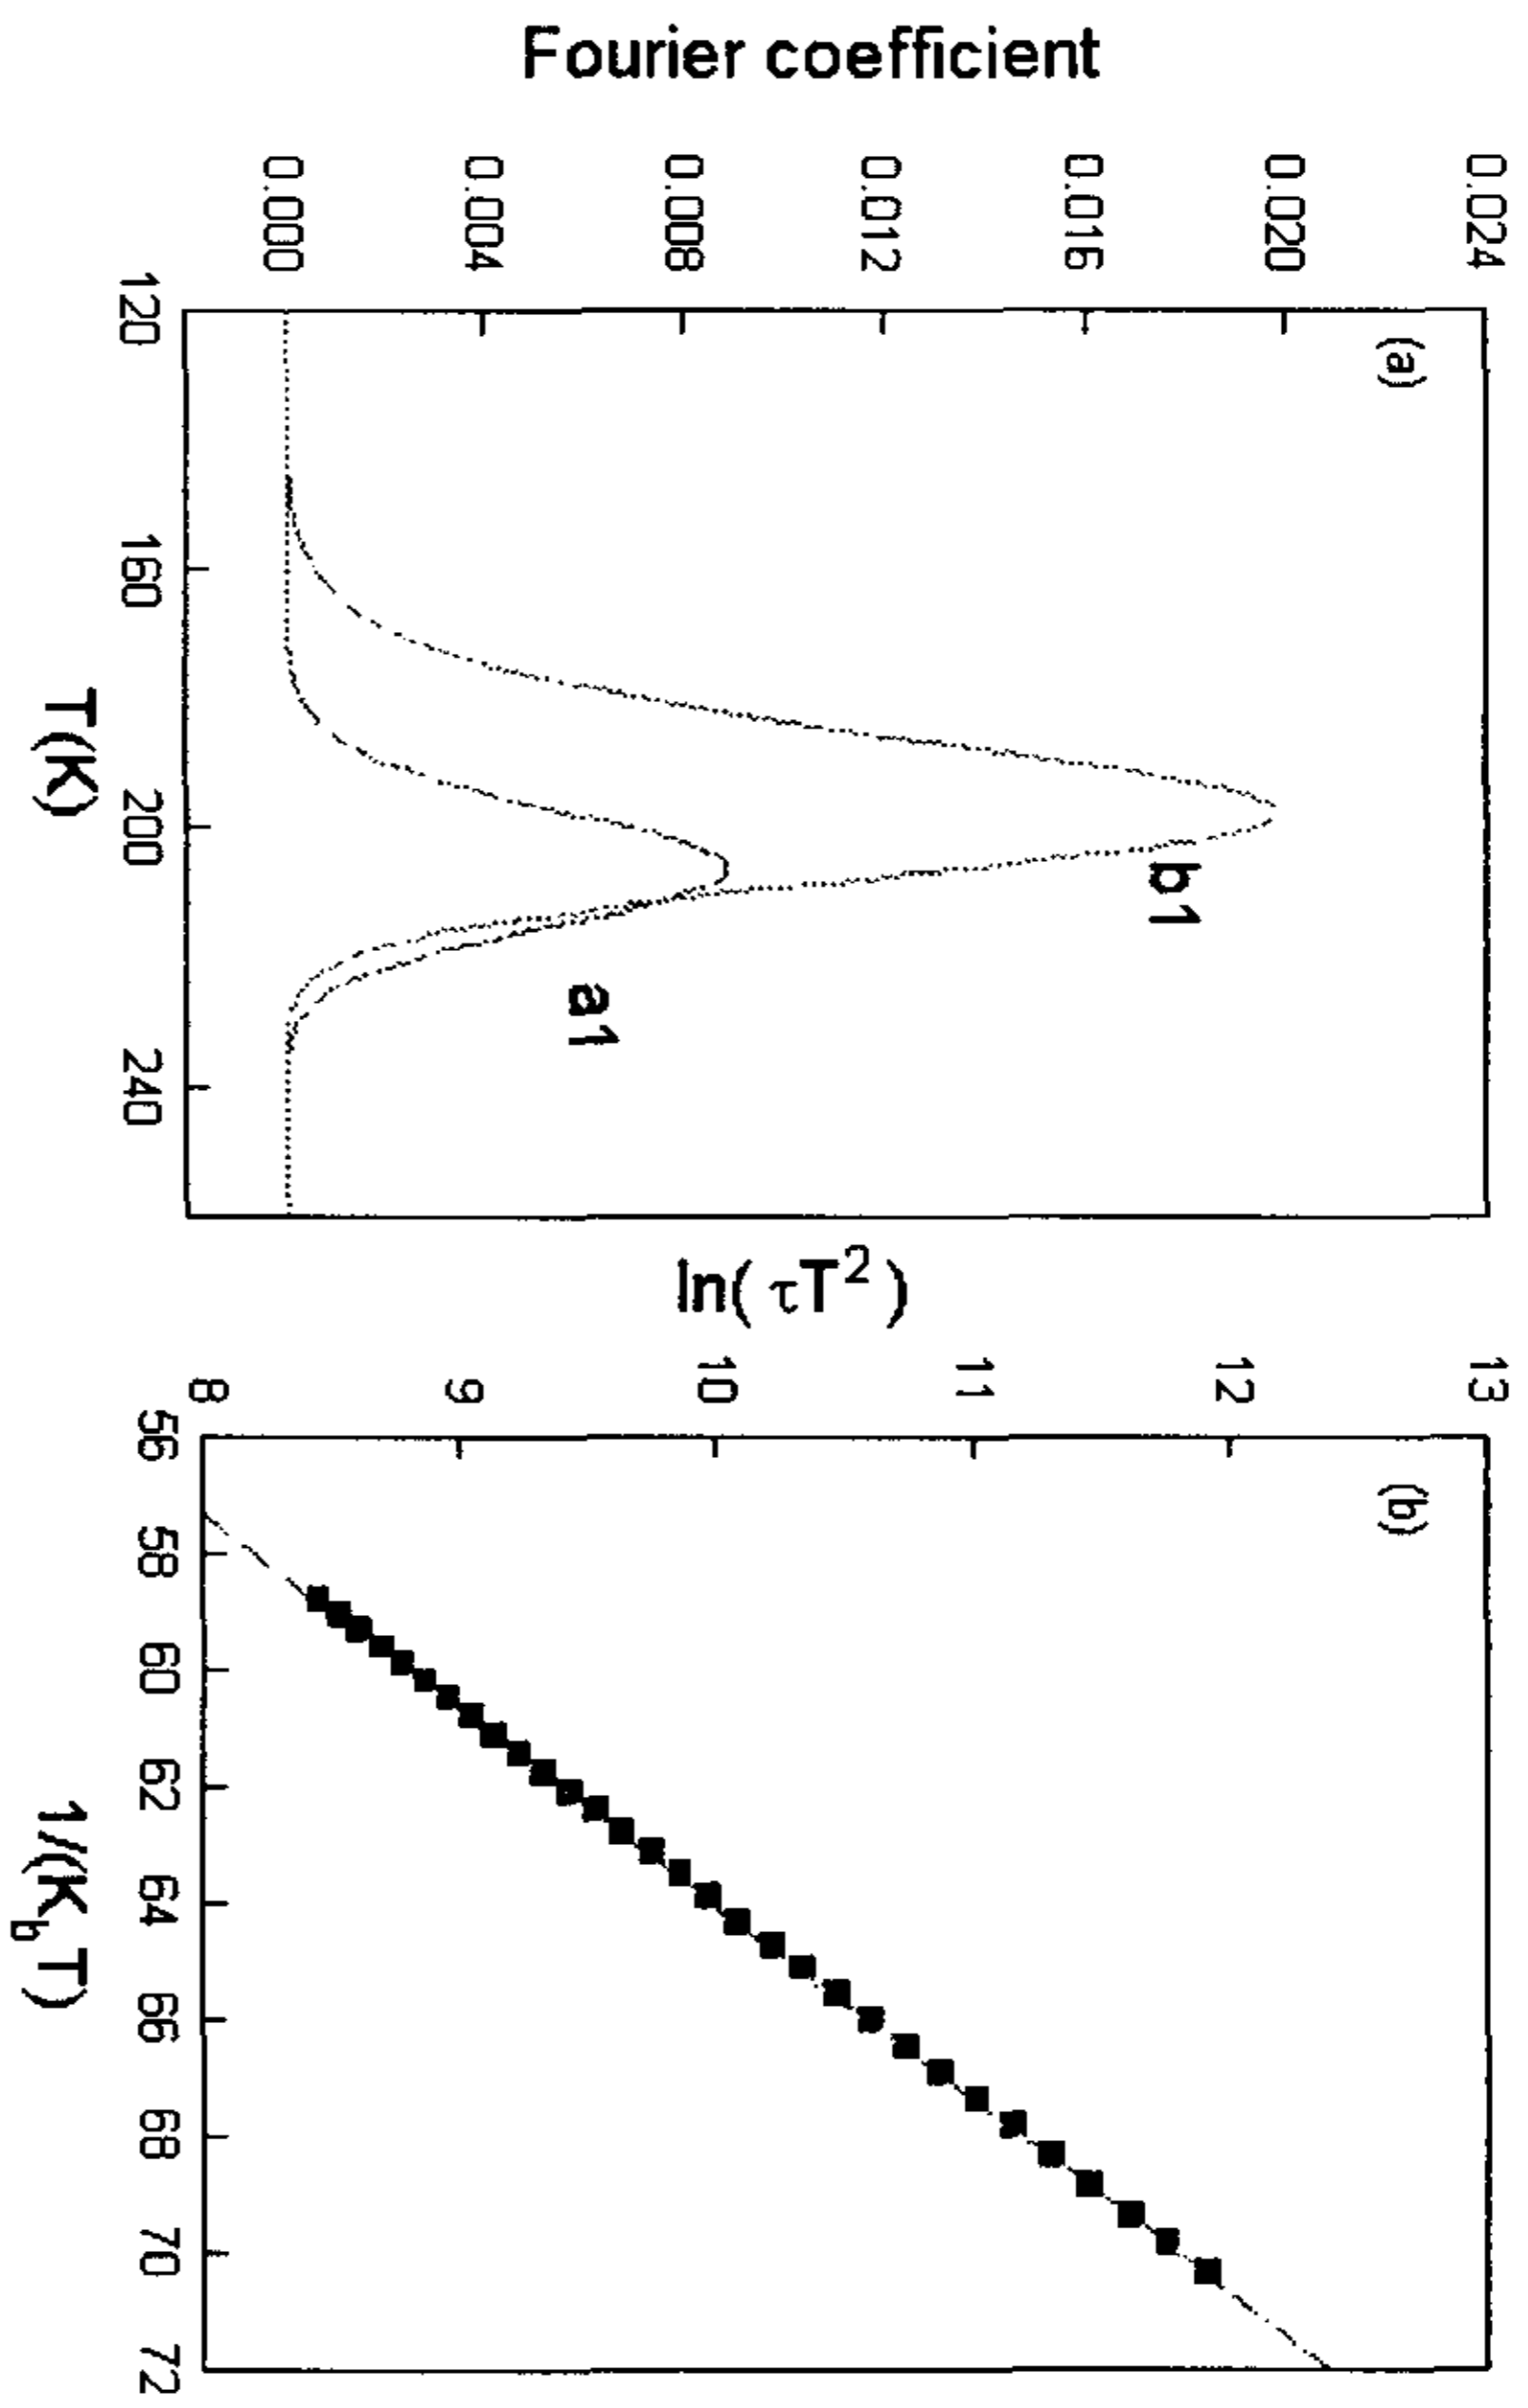 Fourier coefficient
0.024
0.020
0.016
0.012
0.008
0.004
0.000
(a)
b1
a1
120 160 200 240
T(K)
ln(τT²)
13
12
11
10
9
8
(b)
56 58 60 62 64 66 68 70 72
1/(K_b T)